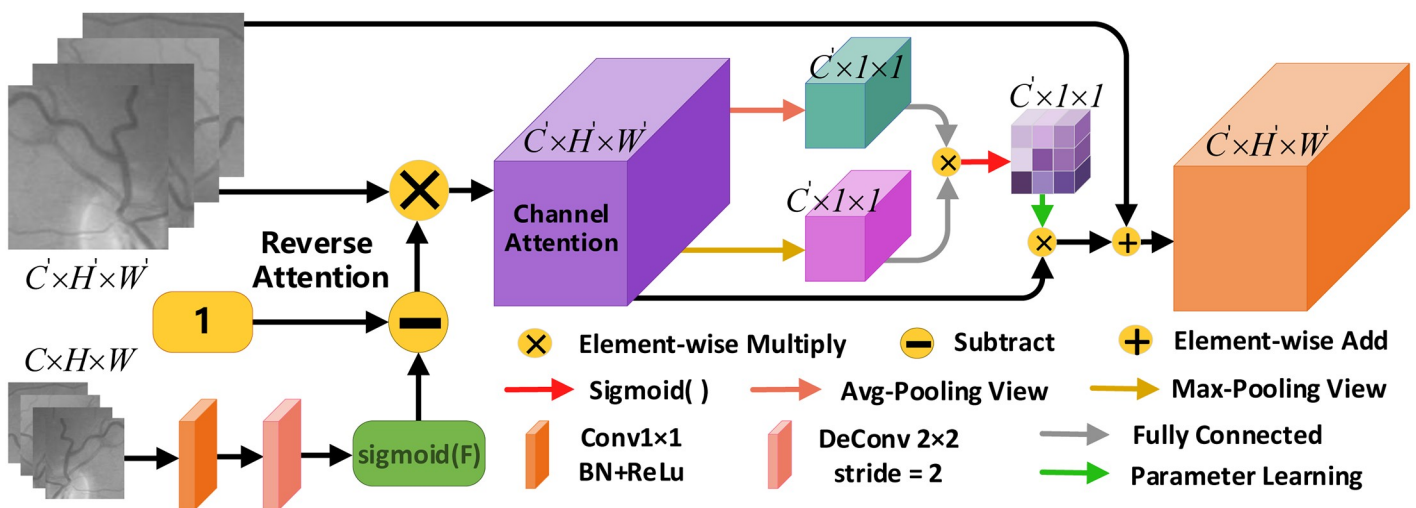 C'×1×1
C'×1×1
C'×H'×W'
C'×H'×W'
C'×1×1
Channel
Attention
Reverse
Attention
C'×H'×W'
1
Element-wise Multiply
Subtract
Element-wise Add
C×H×W
Sigmoid( )
Avg-Pooling View
Max-Pooling View
sigmoid(F)
Conv1×1
BN+ReLu
DeConv 2×2
stride = 2
Fully Connected
Parameter Learning